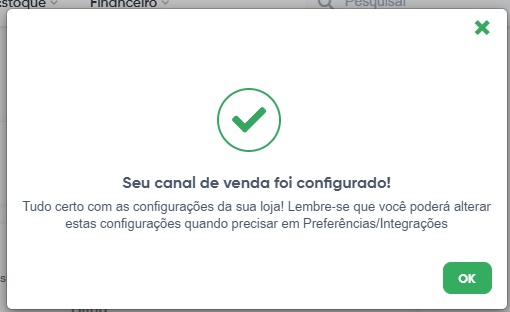 Estoque
Financeiro
Pesquisar
Seu canal de venda foi configurado!
Tudo certo com as configurações da sua loja! Lembre-se que você poderá alterar
estas configurações quando precisar em Preferências/Integrações
OK